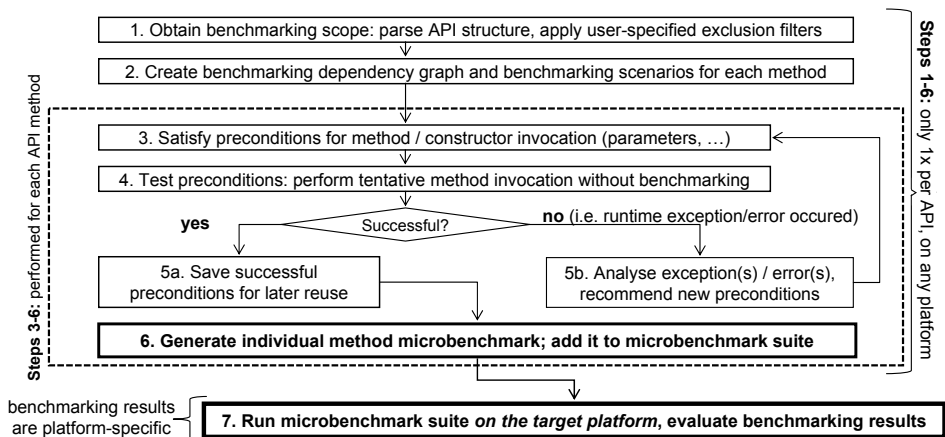 1. Obtain benchmarking scope: parse API structure, apply user-specified exclusion filters
2. Create benchmarking dependency graph and benchmarking scenarios for each method
3. Satisfy preconditions for method / constructor invocation (parameters, …)
4. Test preconditions: perform tentative method invocation without benchmarking
yes
Successful?
no (i.e. runtime exception/error occured)
5a. Save successful
preconditions for later reuse
5b. Analyse exception(s) / error(s),
recommend new preconditions
6. Generate individual method microbenchmark; add it to microbenchmark suite
Steps 3-6: performed for each API method
Steps 1-6: only 1x per API, on any platform
benchmarking results
are platform-specific
7. Run microbenchmark suite on the target platform, evaluate benchmarking results